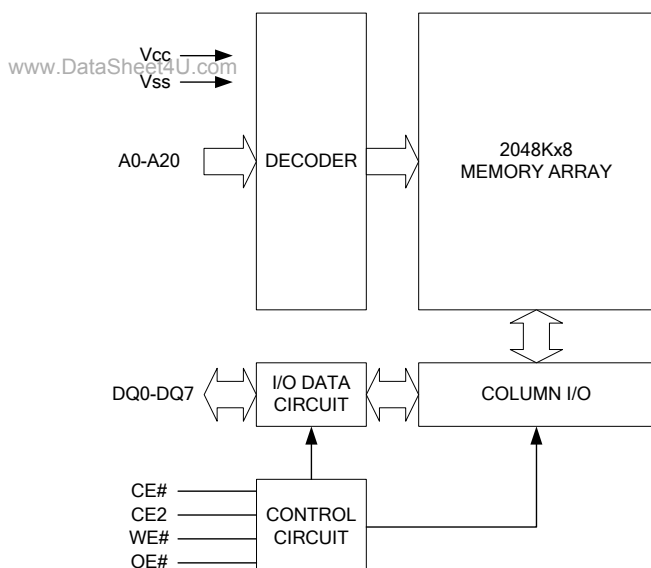 Vcc
www.DataSheet4U.com
Vss
A0-A20
DECODER
2048Kx8
MEMORY ARRAY
DQ0-DQ7
I/O DATA
CIRCUIT
COLUMN I/O
CE#
CE2
WE#
OE#
CONTROL
CIRCUIT